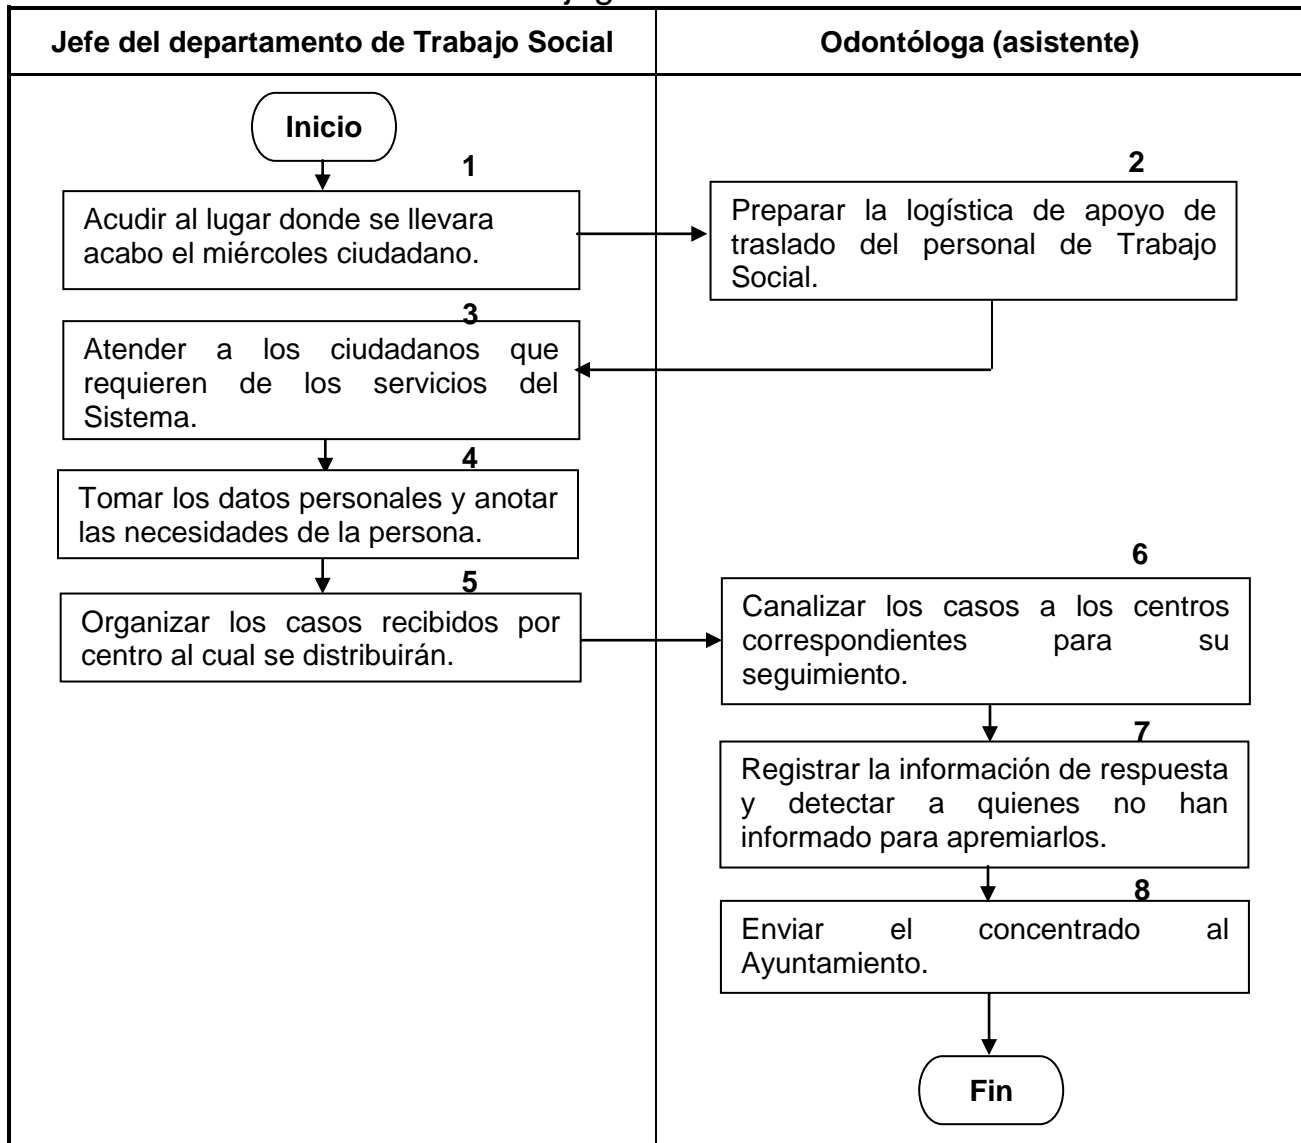 Jefe del departamento de Trabajo Social
Odontóloga (asistente)
Inicio
1
Acudir al lugar donde se llevara
acabo el miércoles ciudadano.
2
Preparar la logística de apoyo de
traslado del personal de Trabajo
Social.
3
Atender a los ciudadanos que
requieren de los servicios del
Sistema.
4
Tomar los datos personales y anotar
las necesidades de la persona.
5
Organizar los casos recibidos por
centro al cual se distribuirán.
6
Canalizar los casos a los centros
correspondientes para su
seguimiento.
7
Registrar la información de respuesta
y detectar a quienes no han
informado para apremiarlos.
8
Enviar el concentrado al
Ayuntamiento.
Fin